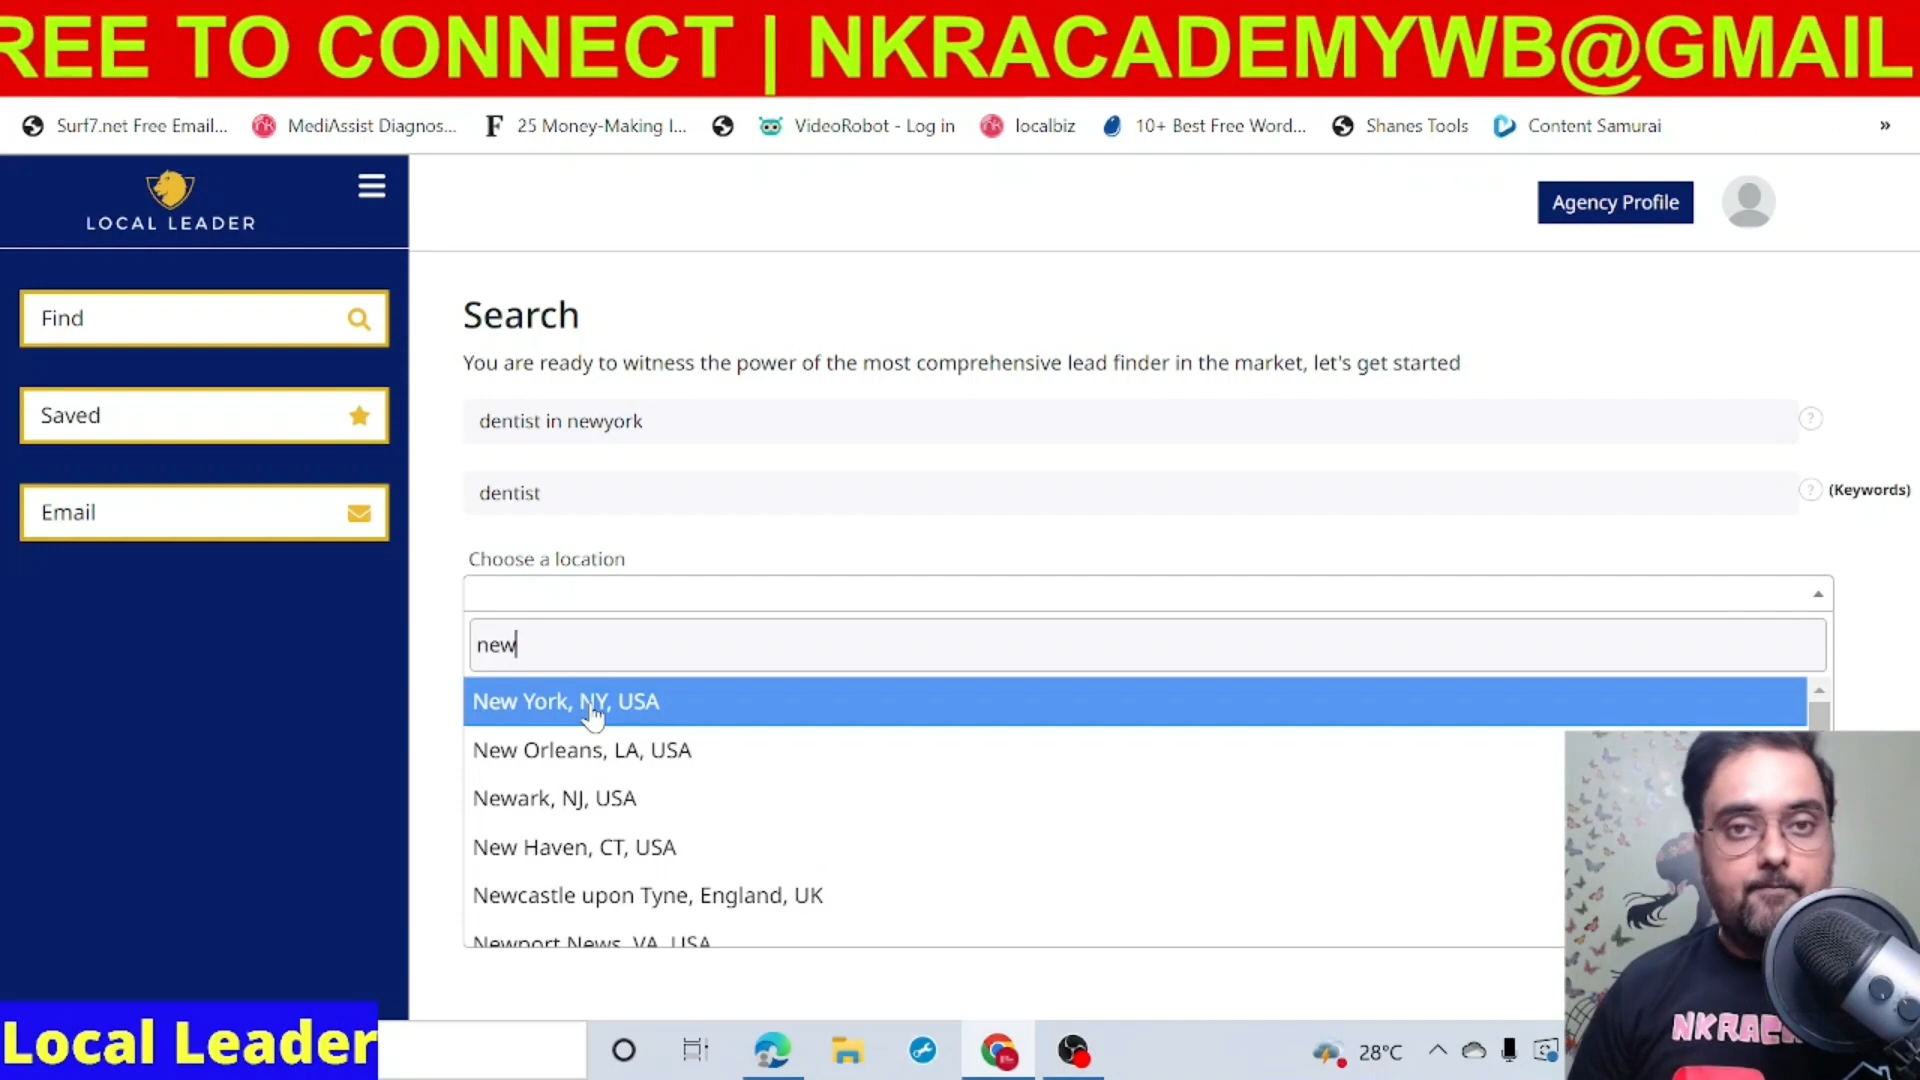 REE TO CONNECT | NKRACADEMYWB@GMAIL
Surf7.net Free Email... MediAssist Diagnos... 25 Money-Making I... VideoRobot - Log in localbiz 10+ Best Free Word... Shanes Tools Content Samurai »
LOCAL LEADER
Agency Profile
Find
Saved
Email
Search
You are ready to witness the power of the most comprehensive lead finder in the market, let's get started
dentist in newyork
?
dentist
? (Keywords)
Choose a location
new
New York, NY, USA
New Orleans, LA, USA
Newark, NJ, USA
New Haven, CT, USA
Newcastle upon Tyne, England, UK
Newport News, VA, USA
Local Leader
28°C